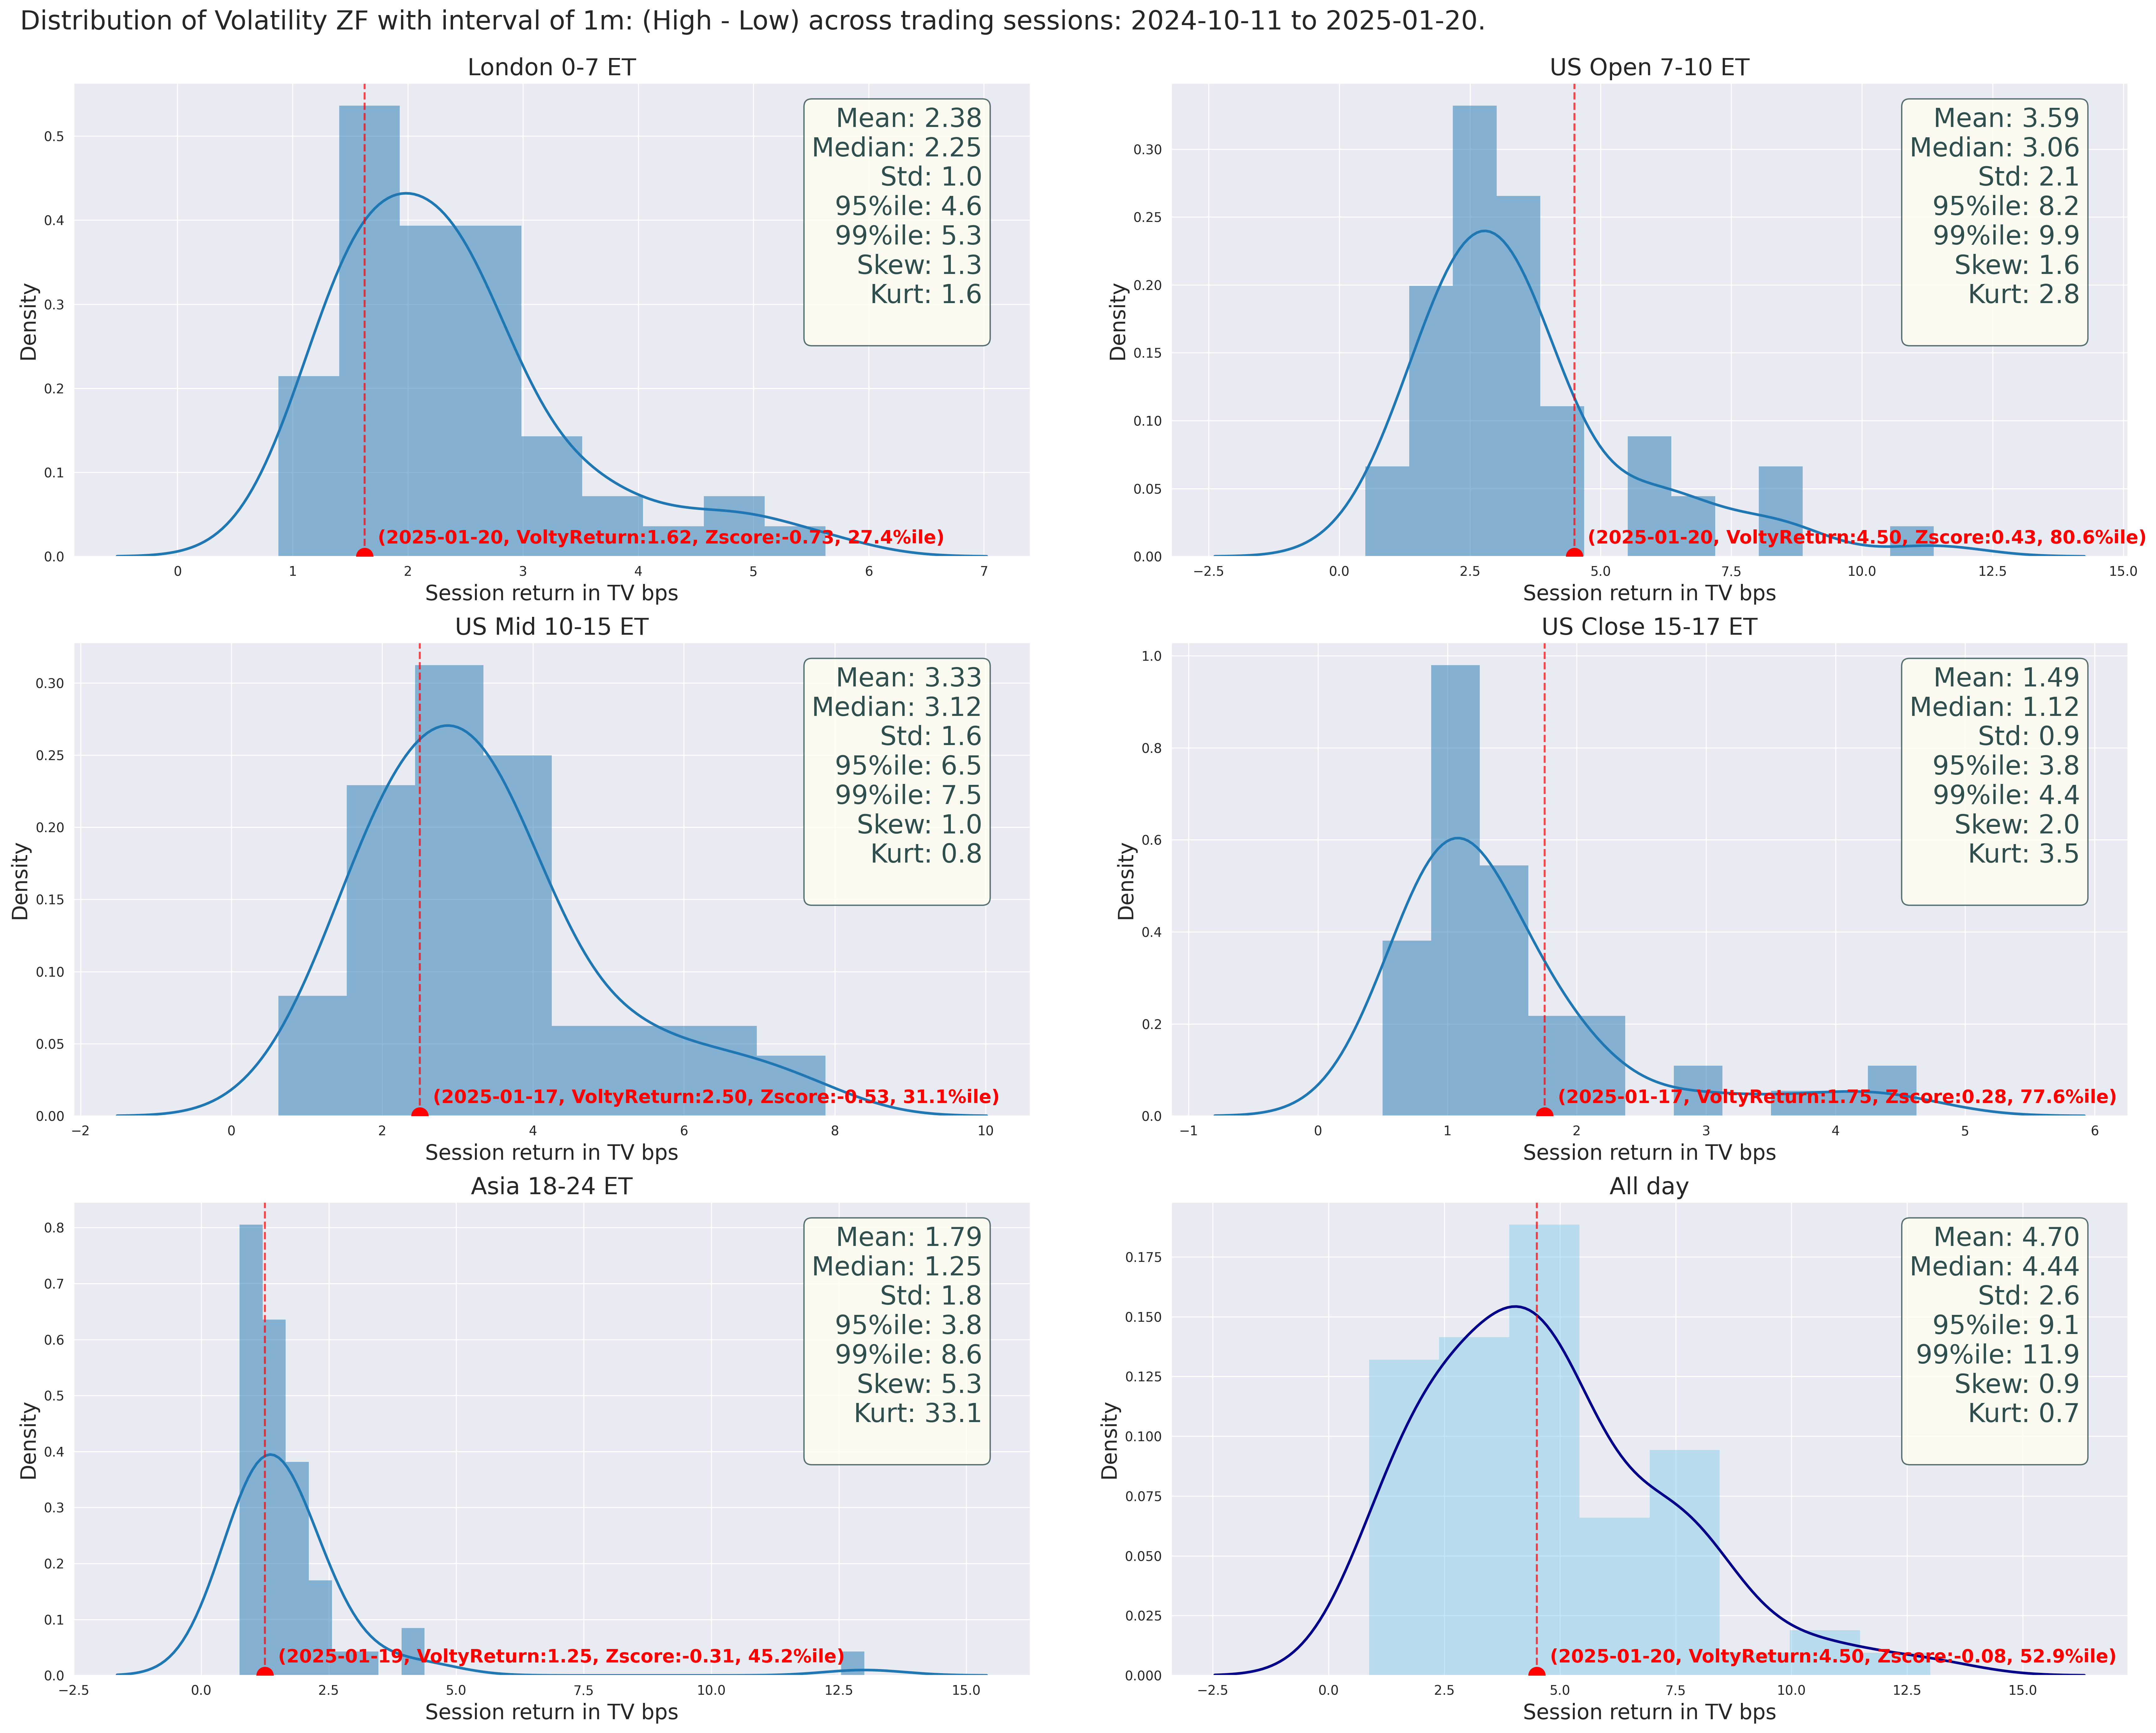 Distribution of Volatility ZF with interval of 1m: (High - Low) across trading sessions: 2024-10-11 to 2025-01-20.
London 0-7 ET
Density
0.5
0.4
0.3
0.2
0.1
0.0
Mean: 2.38
Median: 2.25
Std: 1.0
95%ile: 4.6
99%ile: 5.3
Skew: 1.3
Kurt: 1.6
(2025-01-20, VoltyReturn:1.62, Zscore:-0.73, 27.4%ile)
0 1 2 3 4 5 6 7
Session return in TV bps
US Open 7-10 ET
Density
0.30
0.25
0.20
0.15
0.10
0.05
0.00
Mean: 3.59
Median: 3.06
Std: 2.1
95%ile: 8.2
99%ile: 9.9
Skew: 1.6
Kurt: 2.8
(2025-01-20, VoltyReturn:4.50, Zscore:0.43, 80.6%ile)
−2.5 0.0 2.5 5.0 7.5 10.0 12.5 15.0
Session return in TV bps
US Mid 10-15 ET
Density
0.30
0.25
0.20
0.15
0.10
0.05
0.00
Mean: 3.33
Median: 3.12
Std: 1.6
95%ile: 6.5
99%ile: 7.5
Skew: 1.0
Kurt: 0.8
(2025-01-17, VoltyReturn:2.50, Zscore:-0.53, 31.1%ile)
−2 0 2 4 6 8 10
Session return in TV bps
US Close 15-17 ET
Density
1.0
0.8
0.6
0.4
0.2
0.0
Mean: 1.49
Median: 1.12
Std: 0.9
95%ile: 3.8
99%ile: 4.4
Skew: 2.0
Kurt: 3.5
(2025-01-17, VoltyReturn:1.75, Zscore:0.28, 77.6%ile)
−1 0 1 2 3 4 5 6
Session return in TV bps
Asia 18-24 ET
Density
0.8
0.7
0.6
0.5
0.4
0.3
0.2
0.1
0.0
Mean: 1.79
Median: 1.25
Std: 1.8
95%ile: 3.8
99%ile: 8.6
Skew: 5.3
Kurt: 33.1
(2025-01-19, VoltyReturn:1.25, Zscore:-0.31, 45.2%ile)
−2.5 0.0 2.5 5.0 7.5 10.0 12.5 15.0
Session return in TV bps
All day
Density
0.175
0.150
0.125
0.100
0.075
0.050
0.025
0.000
Mean: 4.70
Median: 4.44
Std: 2.6
95%ile: 9.1
99%ile: 11.9
Skew: 0.9
Kurt: 0.7
(2025-01-20, VoltyReturn:4.50, Zscore:-0.08, 52.9%ile)
−2.5 0.0 2.5 5.0 7.5 10.0 12.5 15.0
Session return in TV bps